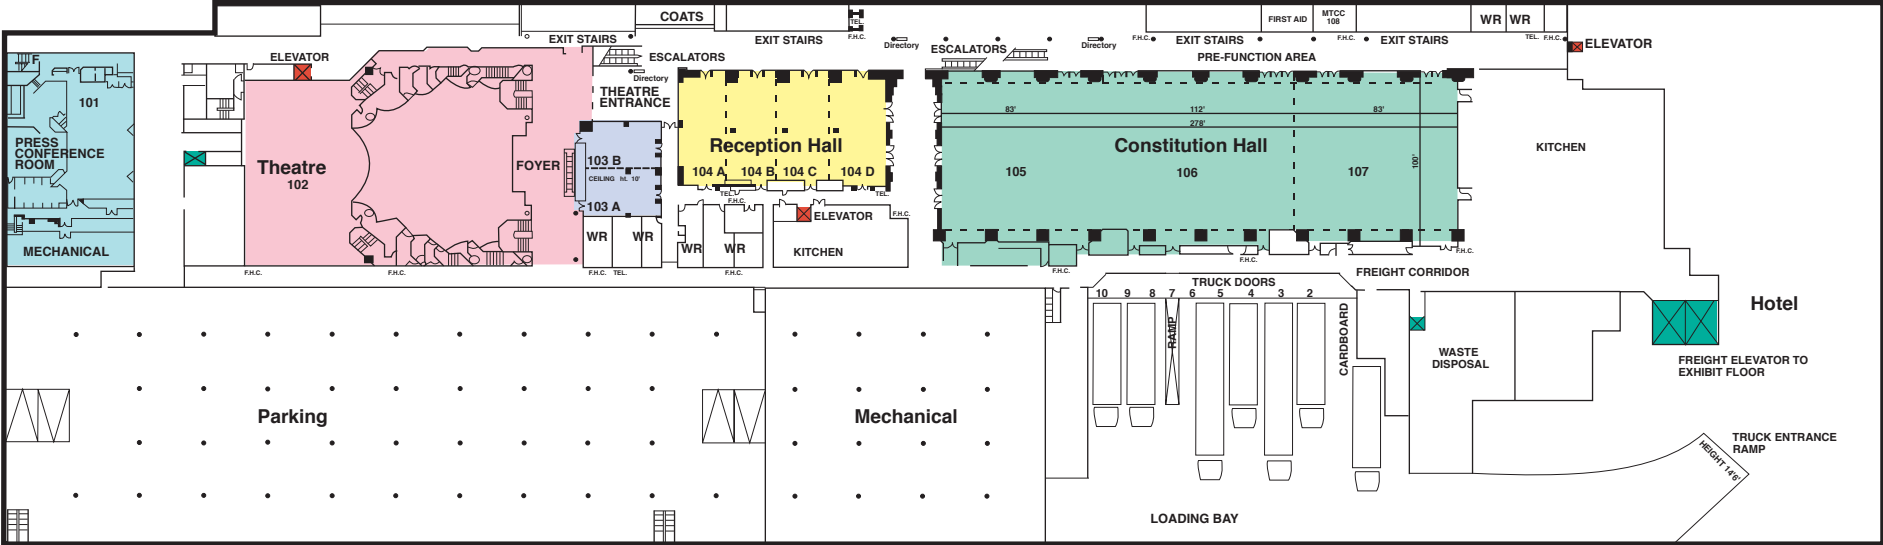 COATS
TEL.
F.H.C.
FIRST AID
MTCC
108
WR
WR
TEL.
F.H.C.
EXIT STAIRS
EXIT STAIRS
Directory
Directory
F.H.C.
EXIT STAIRS
F.H.C.
EXIT STAIRS
ELEVATOR
ELEVATOR
ESCALATORS
ESCALATORS
PRE-FUNCTION AREA
F
Directory
THEATRE
ENTRANCE
101
PRESS
CONFERENCE
ROOM
MECHANICAL
Theatre
102
FOYER
103 B
CEILING ht. 10'
103 A
Reception Hall
104 A
104 B
104 C
104 D
TEL.
F.H.C.
TEL.
83'
112'
83'
278'
100'
Constitution Hall
105
106
107
KITCHEN
WR
WR
WR
WR
ELEVATOR
F.H.C.
KITCHEN
F.H.C.
F.H.C.
F.H.C.
TEL.
F.H.C.
F.H.C.
F.H.C.
F.H.C.
FREIGHT CORRIDOR
TRUCK DOORS
10
9
8
7
6
5
4
3
2
RAMP
CARDBOARD
WASTE
DISPOSAL
Hotel
FREIGHT ELEVATOR TO
EXHIBIT FLOOR
Parking
Mechanical
TRUCK ENTRANCE
RAMP
HEIGHT 14'6"
LOADING BAY